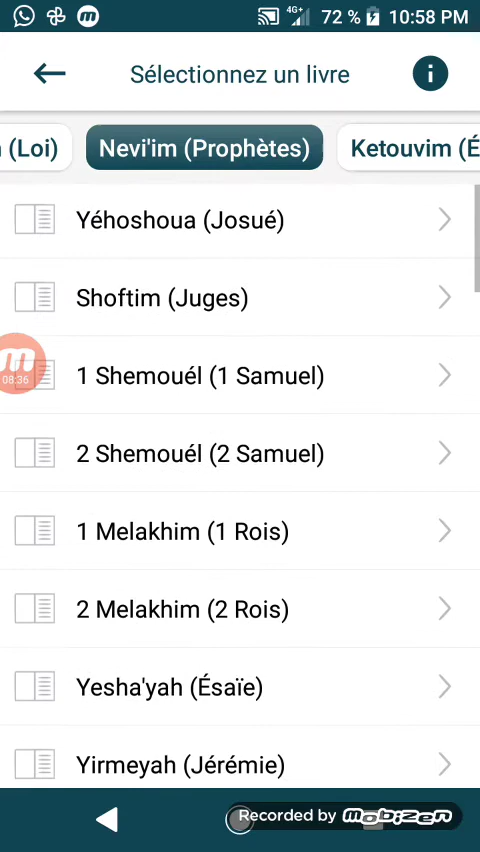 4G+ 72 % 10:58 PM
Sélectionnez un livre
(Loi) Nevi'im (Prophètes) Ketouvim (É
Yéhoshoua (Josué)
Shoftim (Juges)
1 Shemouél (1 Samuel)
08:36
2 Shemouél (2 Samuel)
1 Melakhim (1 Rois)
2 Melakhim (2 Rois)
Yesha'yah (Ésaïe)
Yirmeyah (Jérémie)
Recorded by Mobizen